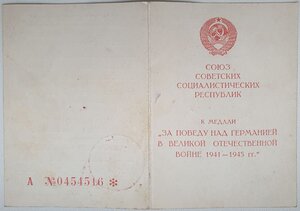 А №0454516 ✻
СОЮЗ
СОВЕТСКИХ
СОЦИАЛИСТИЧЕСКИХ
РЕСПУБЛИК
К МЕДАЛИ
„ЗА ПОБЕДУ НАД ГЕРМАНИЕЙ
В ВЕЛИКОЙ ОТЕЧЕСТВЕННОЙ
ВОЙНЕ 1941—1945 гг."